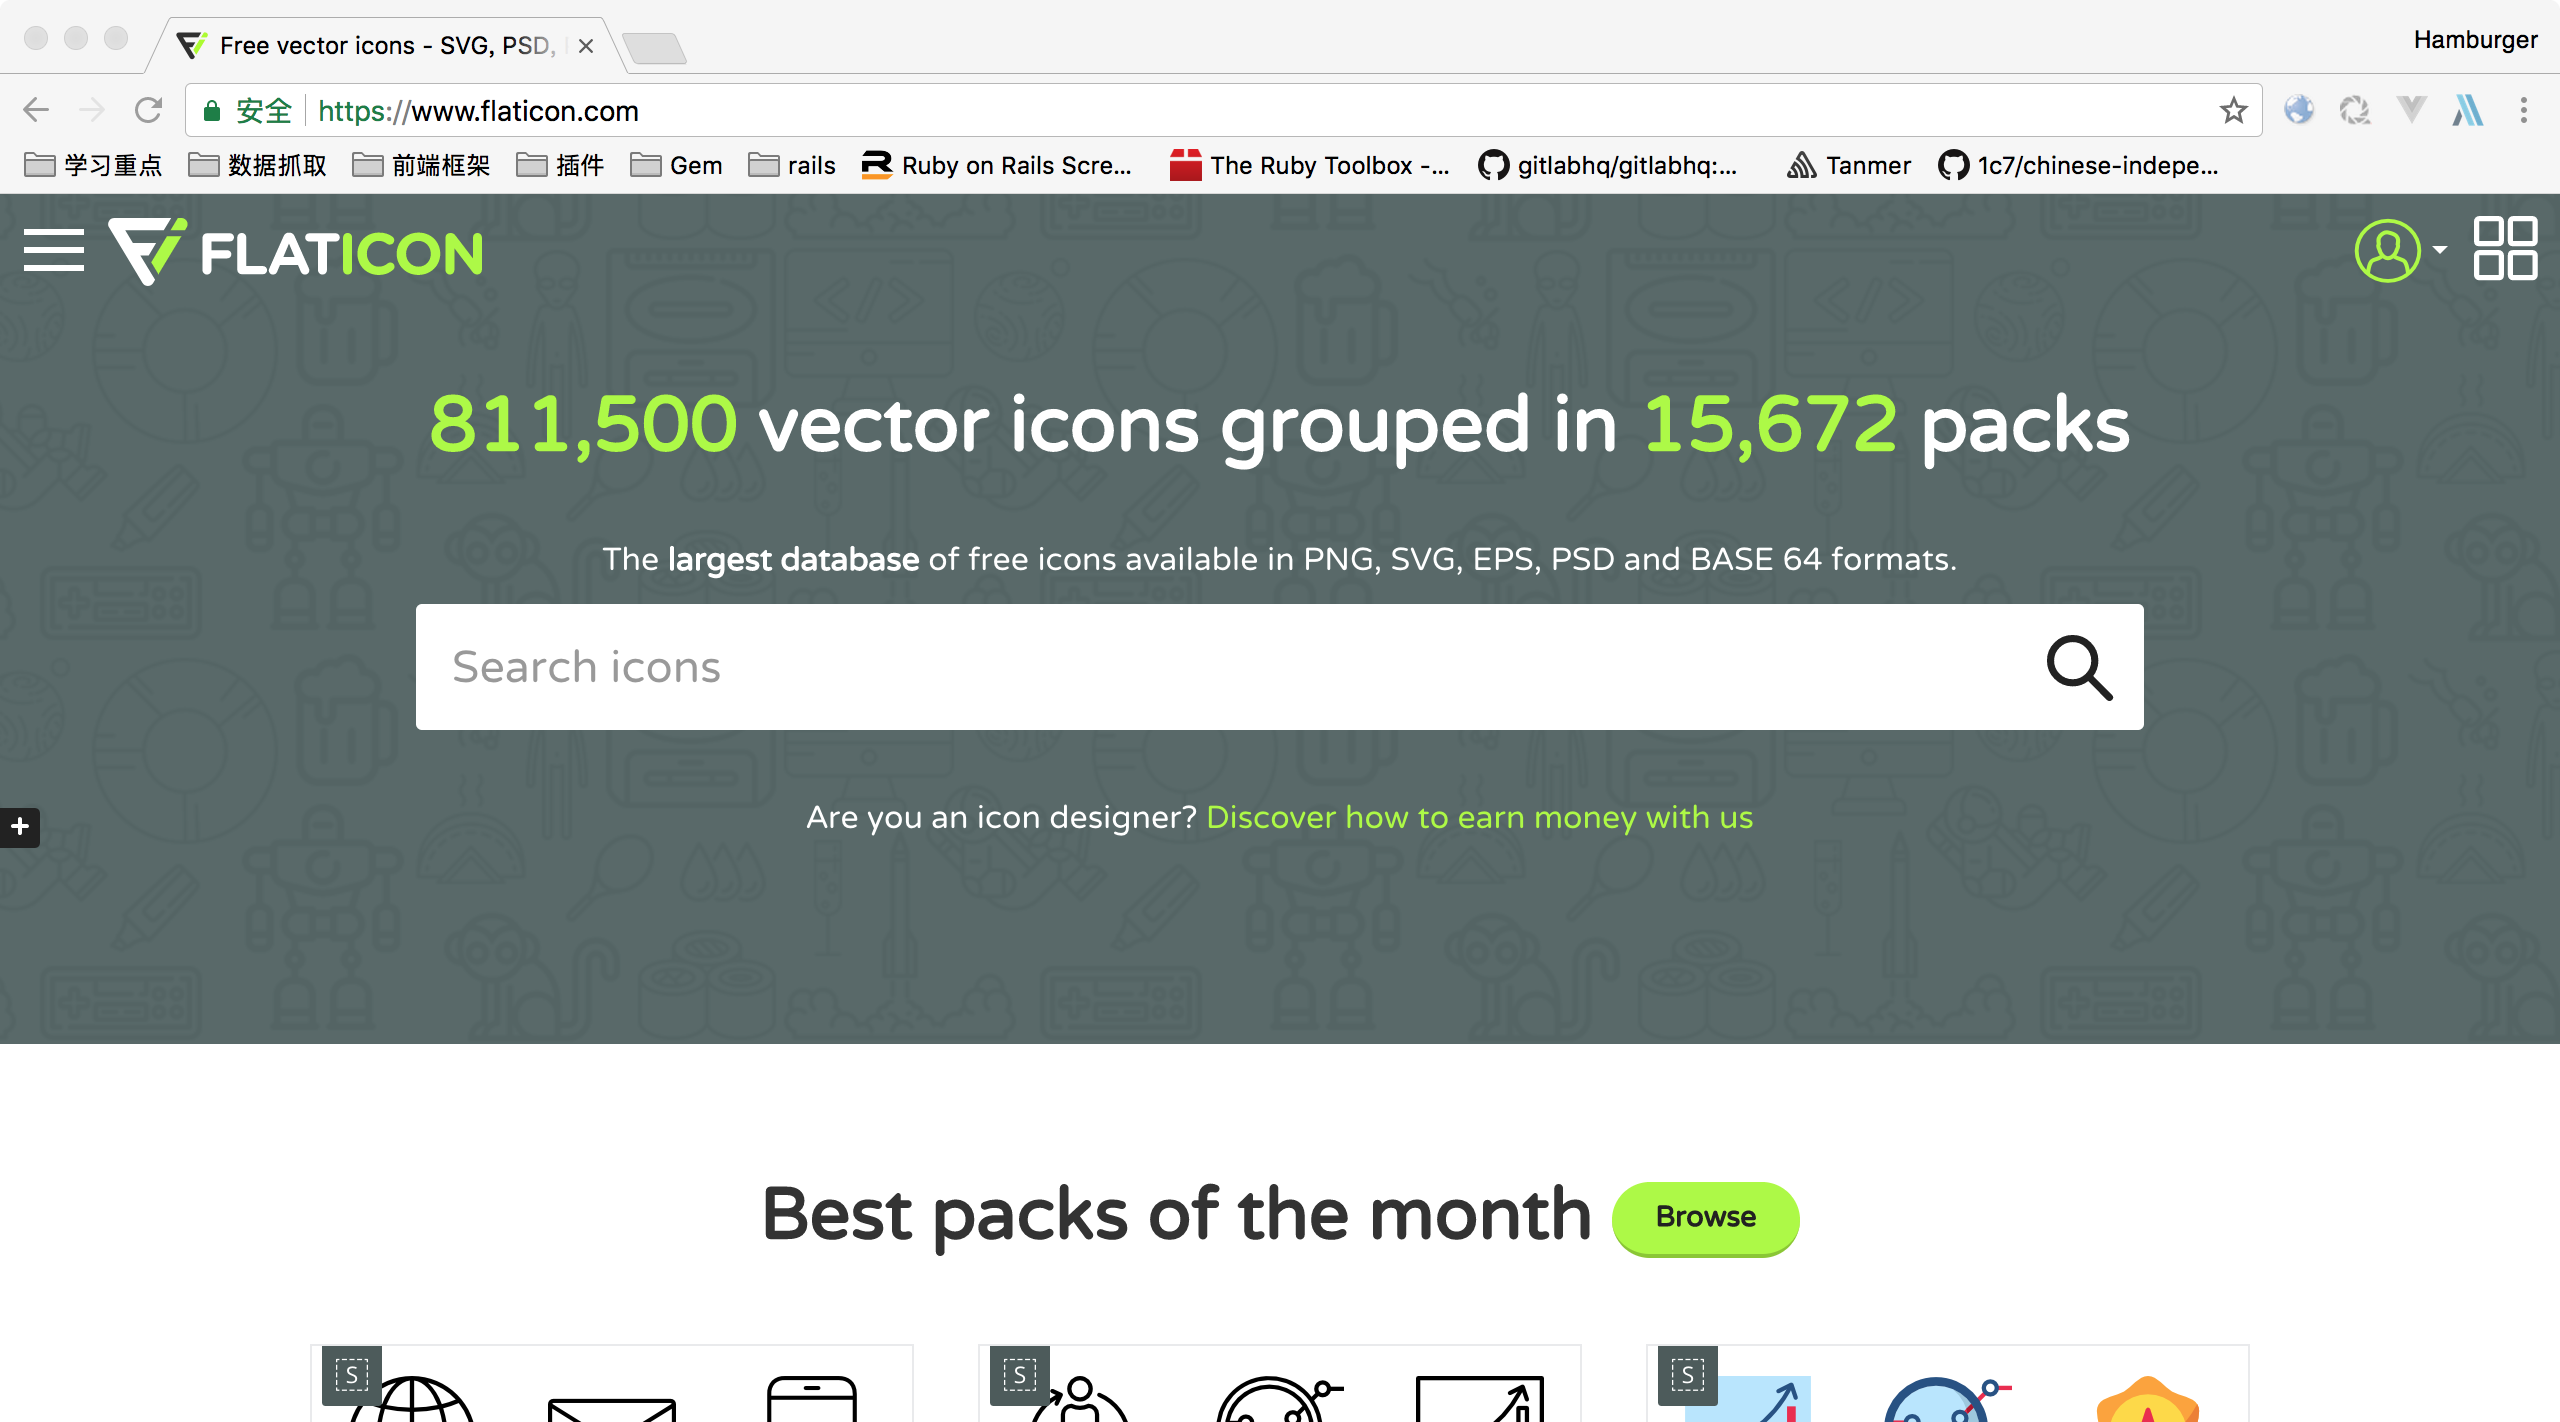 Free vector icons - SVG, PSD,
Hamburger
安全 https://www.flaticon.com
学习重点 数据抓取 前端框架 插件 Gem rails Ruby on Rails Scre... The Ruby Toolbox -... gitlabhq/gitlabhq:... Tanmer 1c7/chinese-indepe...
FLATICON
811,500 vector icons grouped in 15,672 packs
The largest database of free icons available in PNG, SVG, EPS, PSD and BASE 64 formats.
Search icons
Are you an icon designer? Discover how to earn money with us
Best packs of the month Browse
S S S